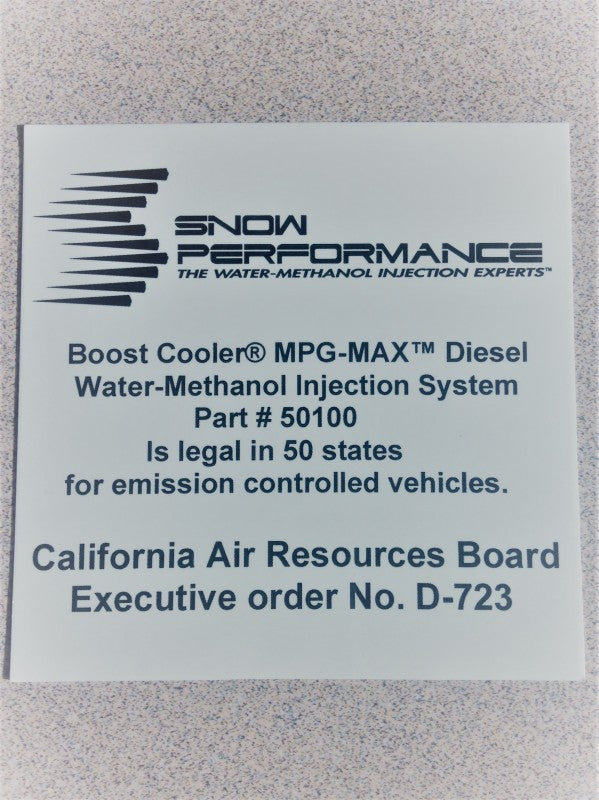 SNOW
PERFORMANCE
THE WATER-METHANOL INJECTION EXPERTS™
Boost Cooler® MPG-MAX™ Diesel
Water-Methanol Injection System
Part # 50100
Is legal in 50 states
for emission controlled vehicles.
California Air Resources Board
Executive order No. D-723